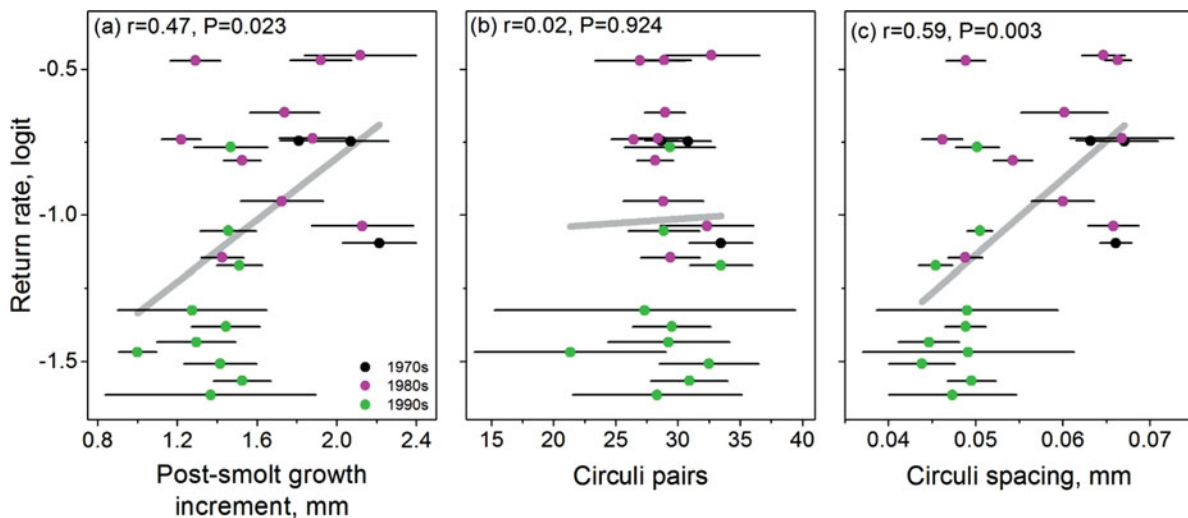 (a) r=0.47, P=0.023
(b) r=0.02, P=0.924
(c) r=0.59, P=0.003
Return rate, logit
-0.5
-1.0
-1.5
1970s
1980s
1990s
0.8 1.2 1.6 2.0 2.4
15 20 25 30 35 40
0.04 0.05 0.06 0.07
Post-smolt growth
increment, mm
Circuli pairs
Circuli spacing, mm